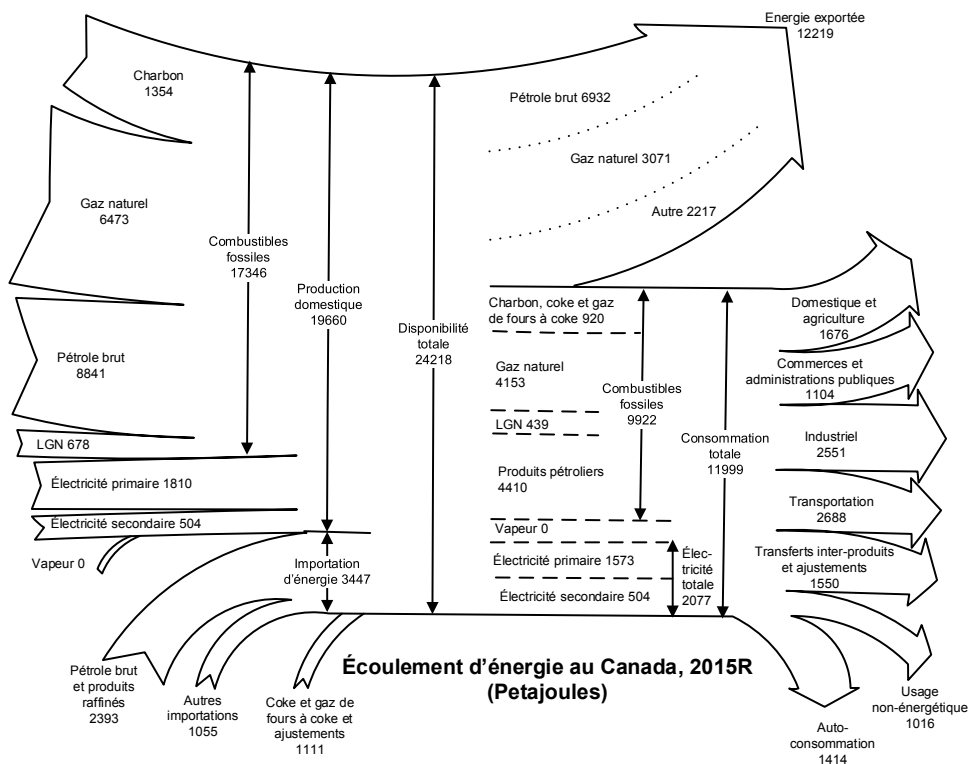 Energie exportée
12219
Charbon
1354
Pétrole brut 6932
Gaz naturel 3071
Autre 2217
Gaz naturel
6473
Combustibles
fossiles
17346
Production
domestique
19660
Disponibilité
totale
24218
Charbon, coke et gaz
de fours à coke 920
Domestique et
agriculture
1676
Pétrole brut
8841
Gaz naturel
4153
Combustibles
fossiles
9922
Commerces et
administrations publiques
1104
LGN 678
LGN 439
Consommation
totale
11999
Industriel
2551
Électricité primaire 1810
Produits pétroliers
4410
Transportation
2688
Électricité secondaire 504
Vapeur 0
Vapeur 0
Importation
d'énergie 3447
Électricité primaire 1573
Électricité secondaire 504
Élec-
tricité
totale
2077
Transferts inter-produits
et ajustements
1550
Pétrole brut
et produits
raffinés
2393
Autres
importations
1055
Coke et gaz
de fours à coke et
ajustements
1111
Écoulement d'énergie au Canada, 2015R
(Petajoules)
Usage
non-énergétique
1016
Auto-
consommation
1414